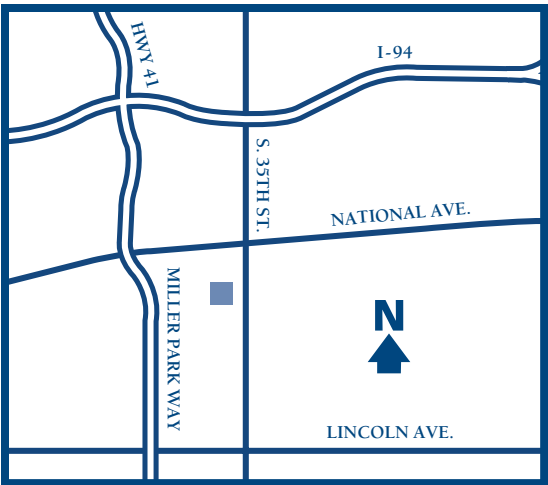 HWY 41
I-94
S. 35TH ST.
NATIONAL AVE.
MILLER PARK WAY
N
LINCOLN AVE.